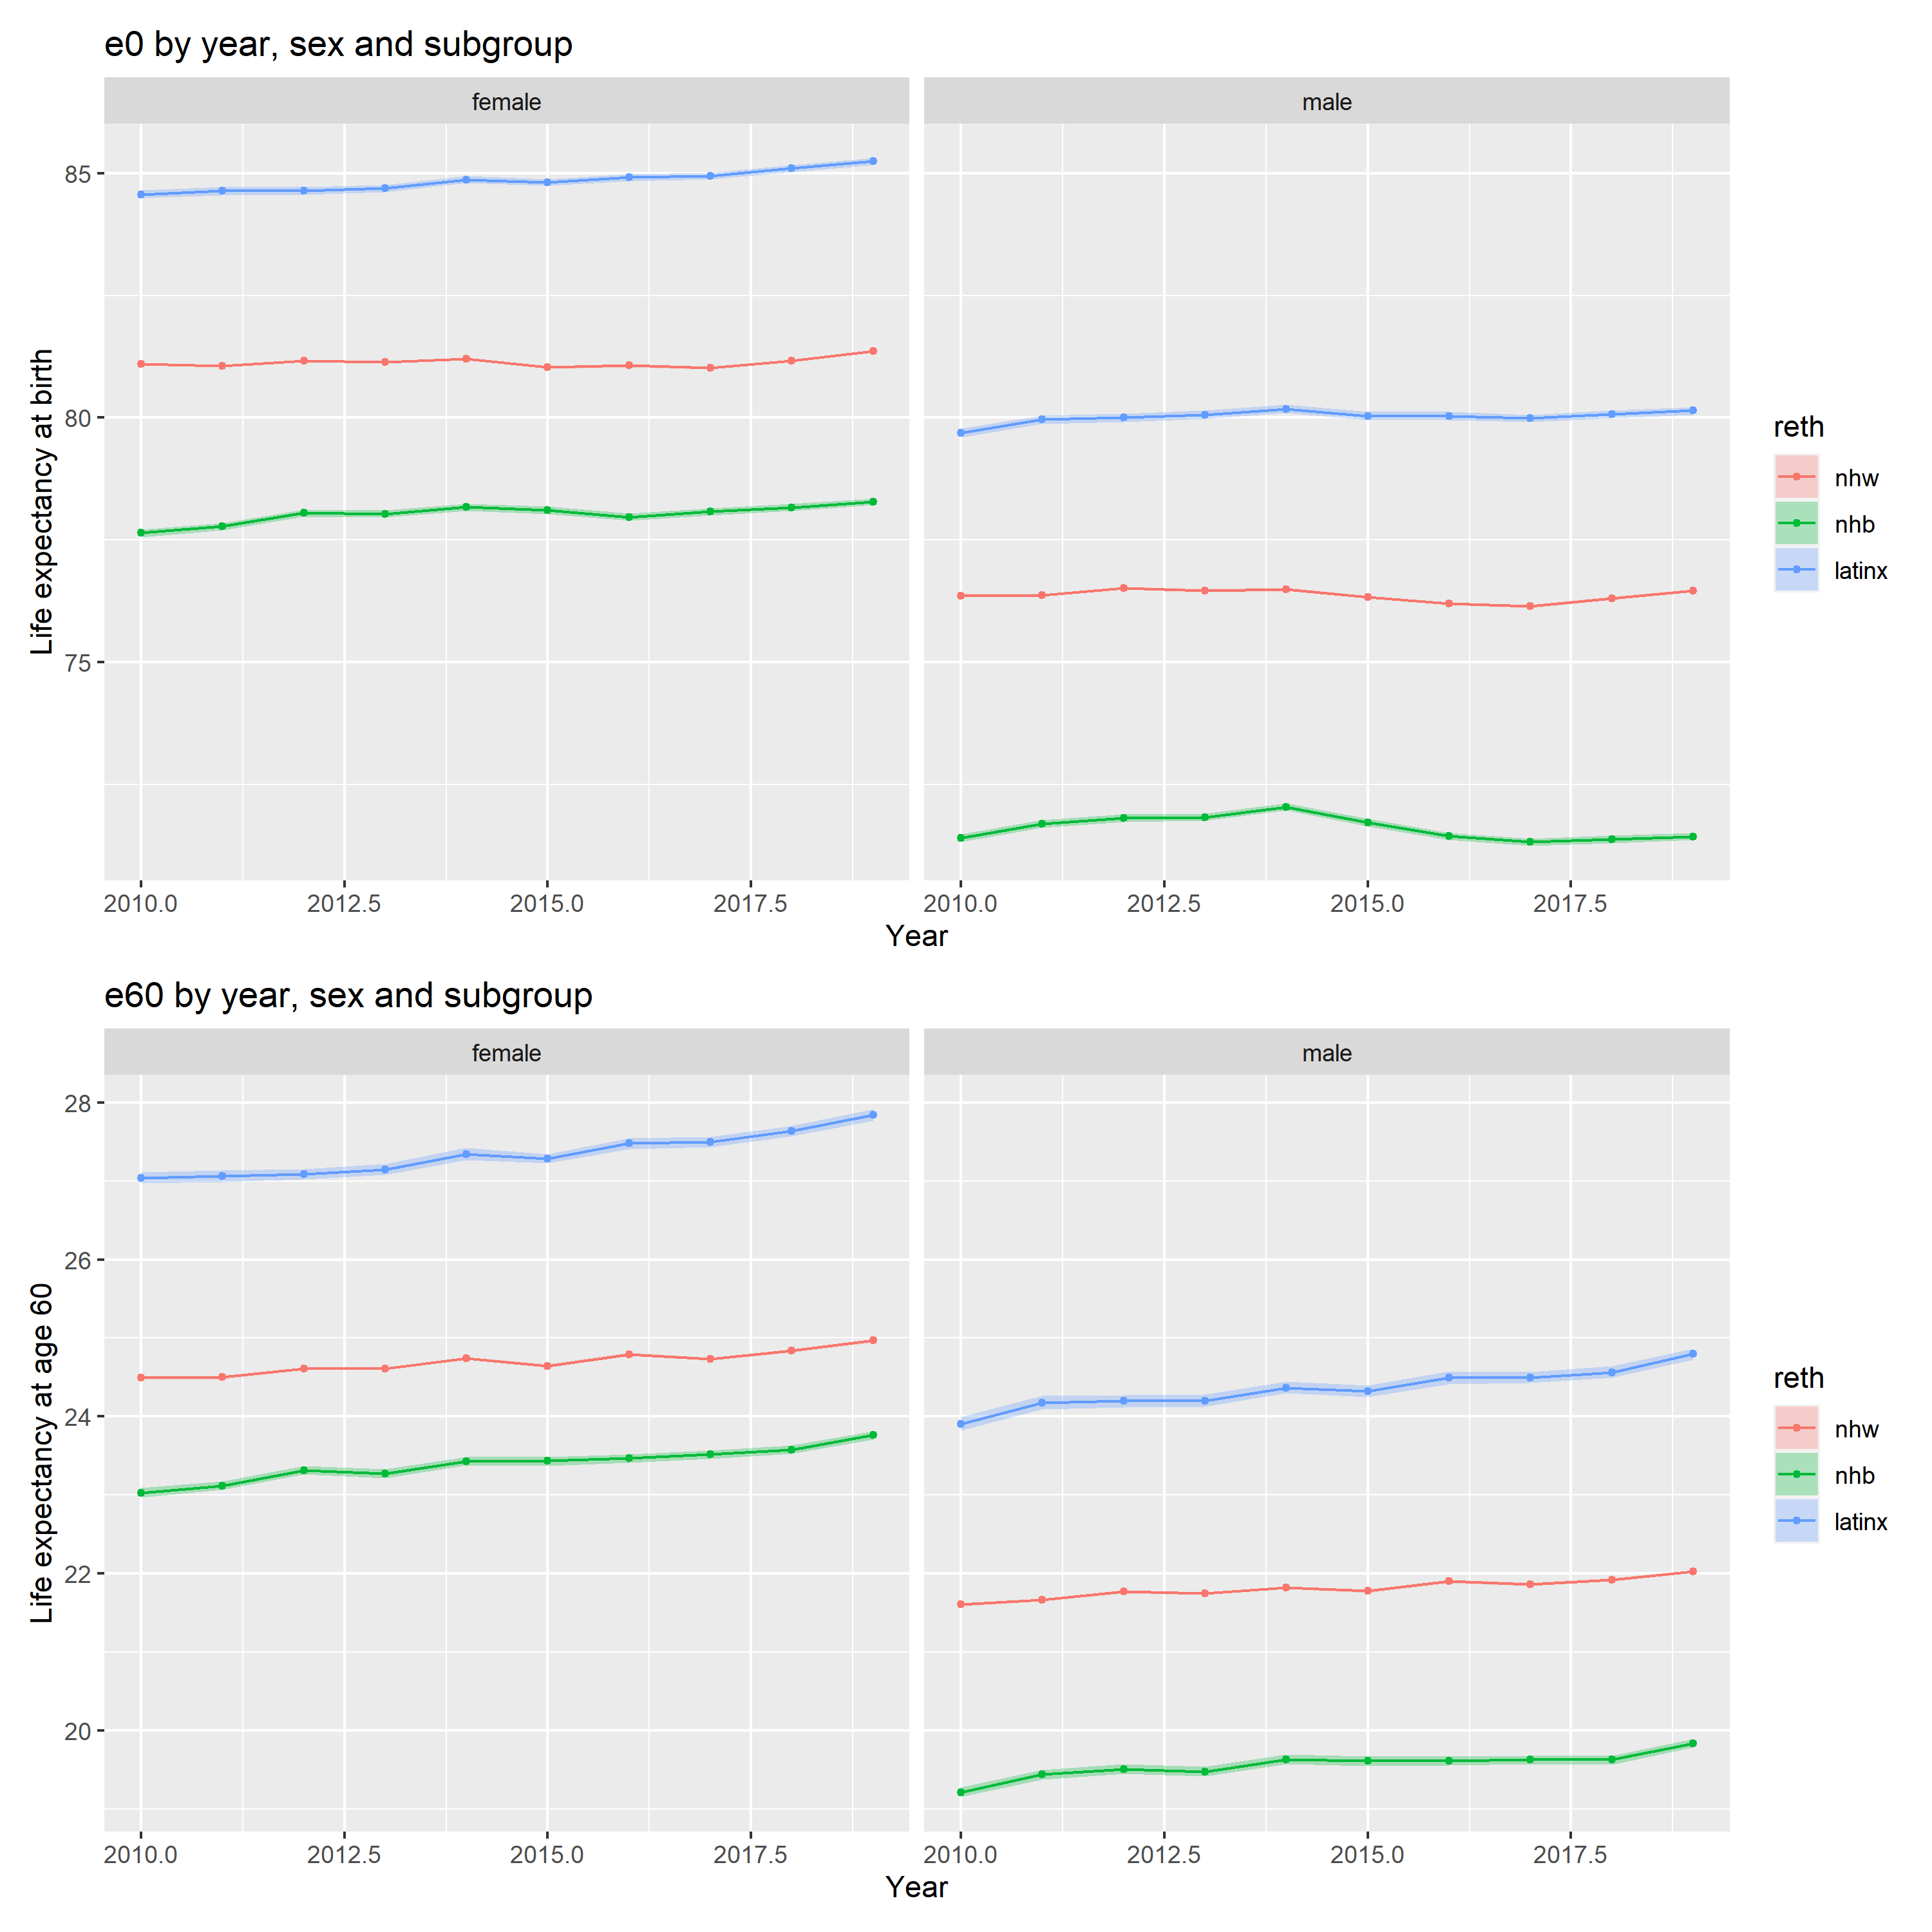 e0 by year, sex and subgroup
female
male
Life expectancy at birth
85
80
75
2010.0
2012.5
2015.0
2017.5
2010.0
2012.5
2015.0
2017.5
Year
reth
nhw
nhb
latinx
e60 by year, sex and subgroup
female
male
Life expectancy at age 60
28
26
24
22
20
2010.0
2012.5
2015.0
2017.5
2010.0
2012.5
2015.0
2017.5
Year
reth
nhw
nhb
latinx